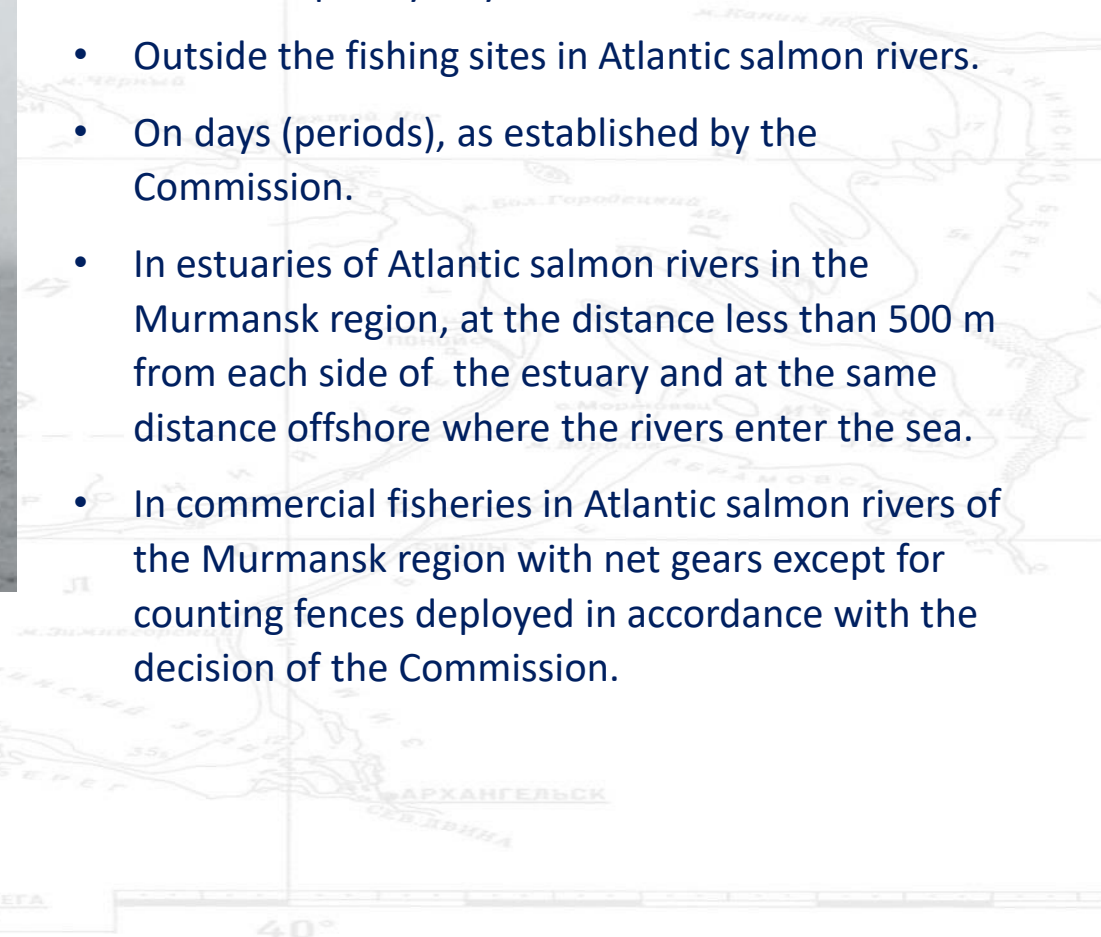 • Outside the fishing sites in Atlantic salmon rivers.
• On days (periods), as established by the
Commission.
• In estuaries of Atlantic salmon rivers in the
Murmansk region, at the distance less than 500 m
from each side of  the estuary and at the same
distance offshore where the rivers enter the sea.
• In commercial fisheries in Atlantic salmon rivers of
the Murmansk region with net gears except for
counting fences deployed in accordance with the
decision of the Commission.
АРХАНГЕЛЬСК
СЕВ. ДВИНА
40°